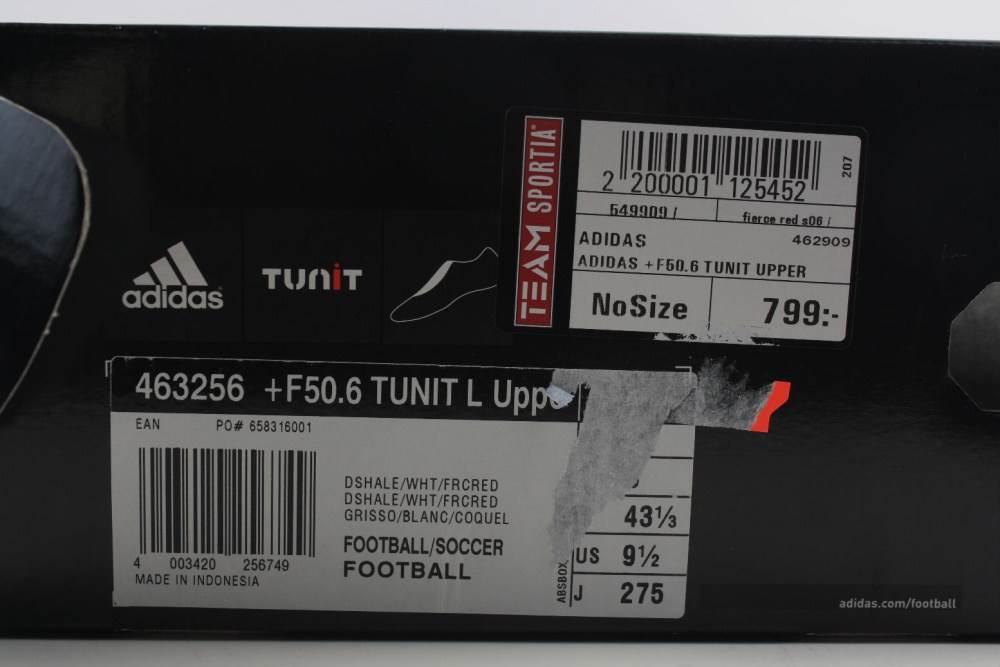 TEAM SPORTIA
2 200001 125452
207
549909 /
fierce red s06 /
ADIDAS 462909
ADIDAS +F50.6 TUNIT UPPER
NoSize 799:-
adidas
TUNiT
463256 +F50.6 TUNIT L Uppe
EAN PO# 658316001
DSHALE/WHT/FRCRED
DSHALE/WHT/FRCRED
GRISSO/BLANC/COQUEL
FOOTBALL/SOCCER
FOOTBALL
4 003420 256749
MADE IN INDONESIA
ABSBOX
43⅓
US 9½
J 275
adidas.com/football